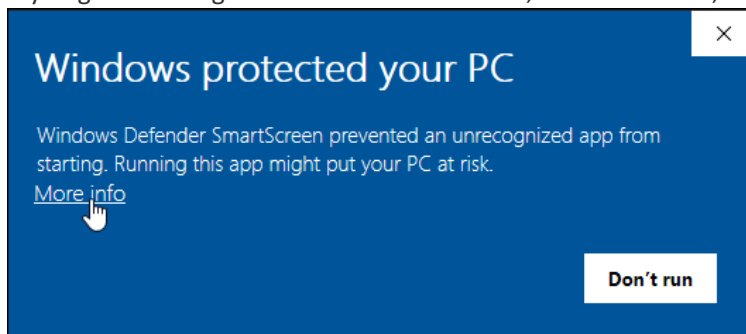 Windows protected your PC
Windows Defender SmartScreen prevented an unrecognized app from
starting. Running this app might put your PC at risk.
More info
Don't run